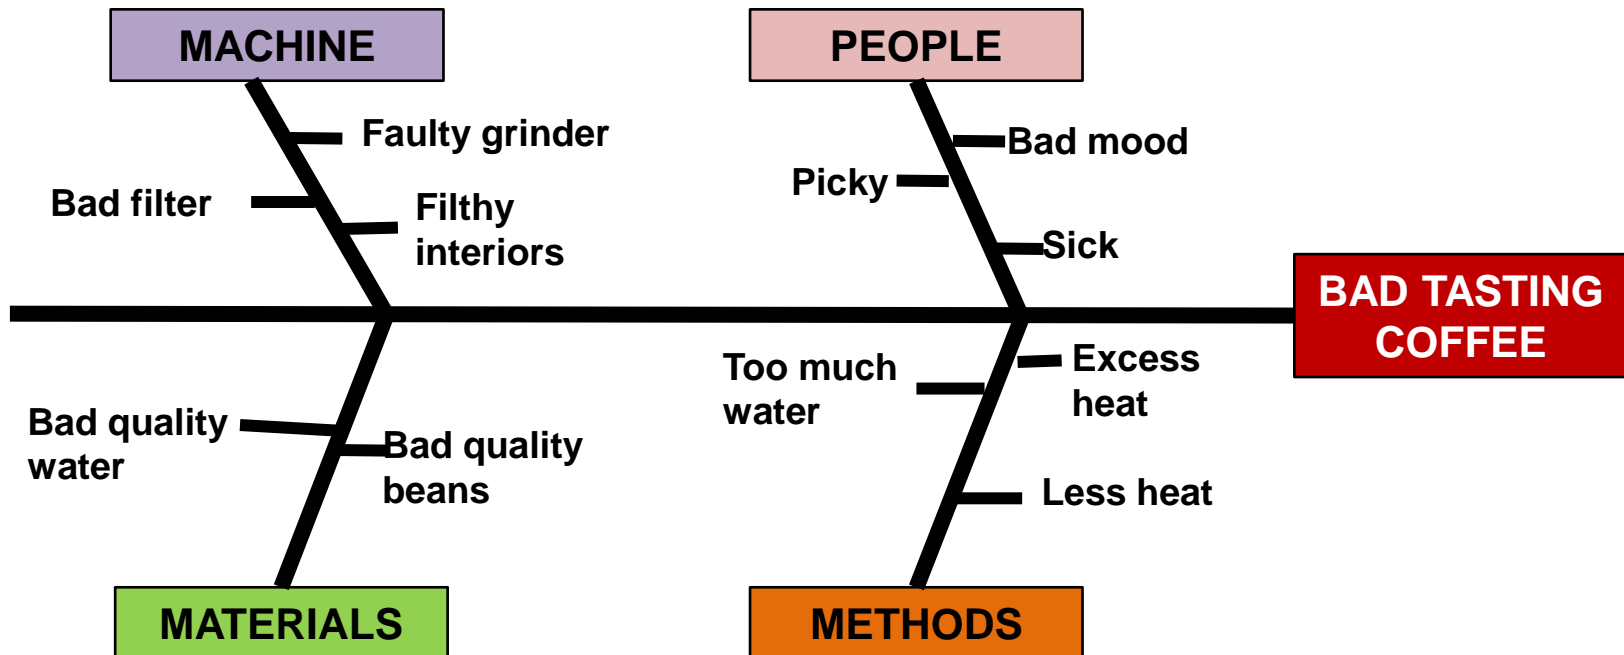 MACHINE
PEOPLE
Faulty grinder
Bad filter
Filthy
interiors
Bad mood
Picky
Sick
BAD TASTING
COFFEE
Bad quality
water
Bad quality
beans
Too much
water
Excess
heat
Less heat
MATERIALS
METHODS